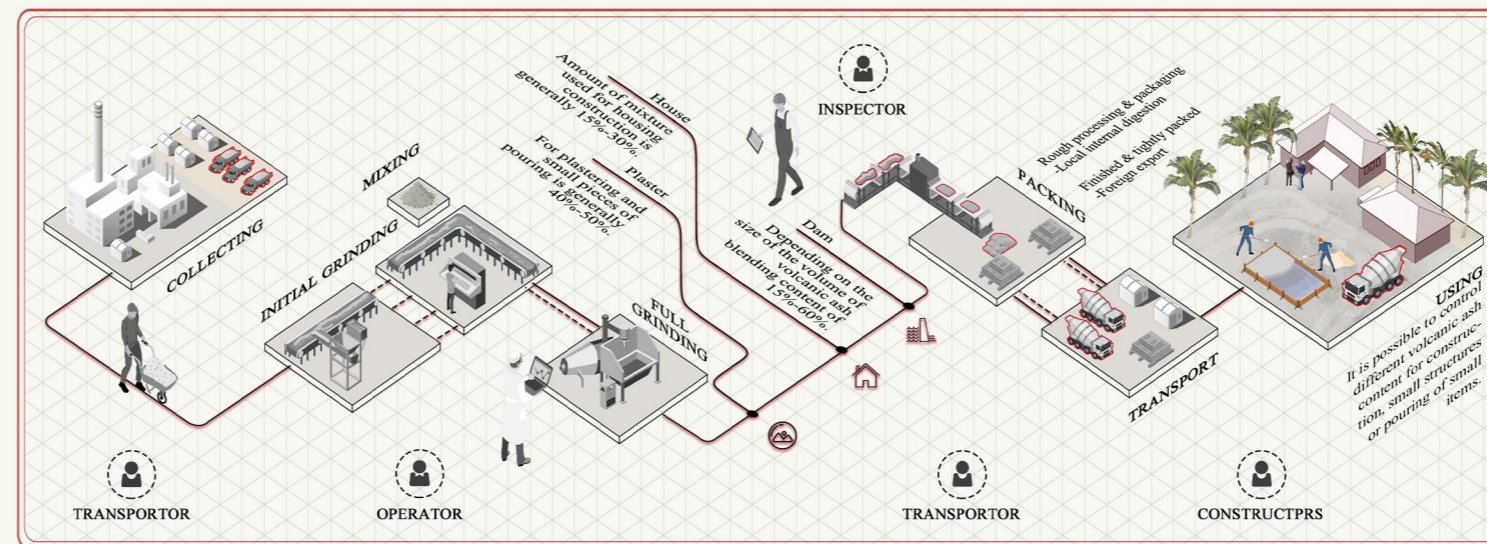 COLLECTING
INITIAL GRINDING
MIXING
FULL
GRINDING
House
Amount of mixture
used for housing
construction is
generally
15%-30%.
Plaster
For plastering and
small pieces of
pouring is generally
40%-50%.
Dam
Depending on the
size of the volume of
volcanic ash
blending content of
15%-60%.
INSPECTOR
PACKING
Rough processing & packaging
-Local internal digestion
Finished & tightly packed
-Foreign export
TRANSPORT
USING
It is possible to control
different volcanic ash
content for construc-
tion, small structures
or pouring of small
items.
TRANSPORTOR
OPERATOR
TRANSPORTOR
CONSTRUCTPRS